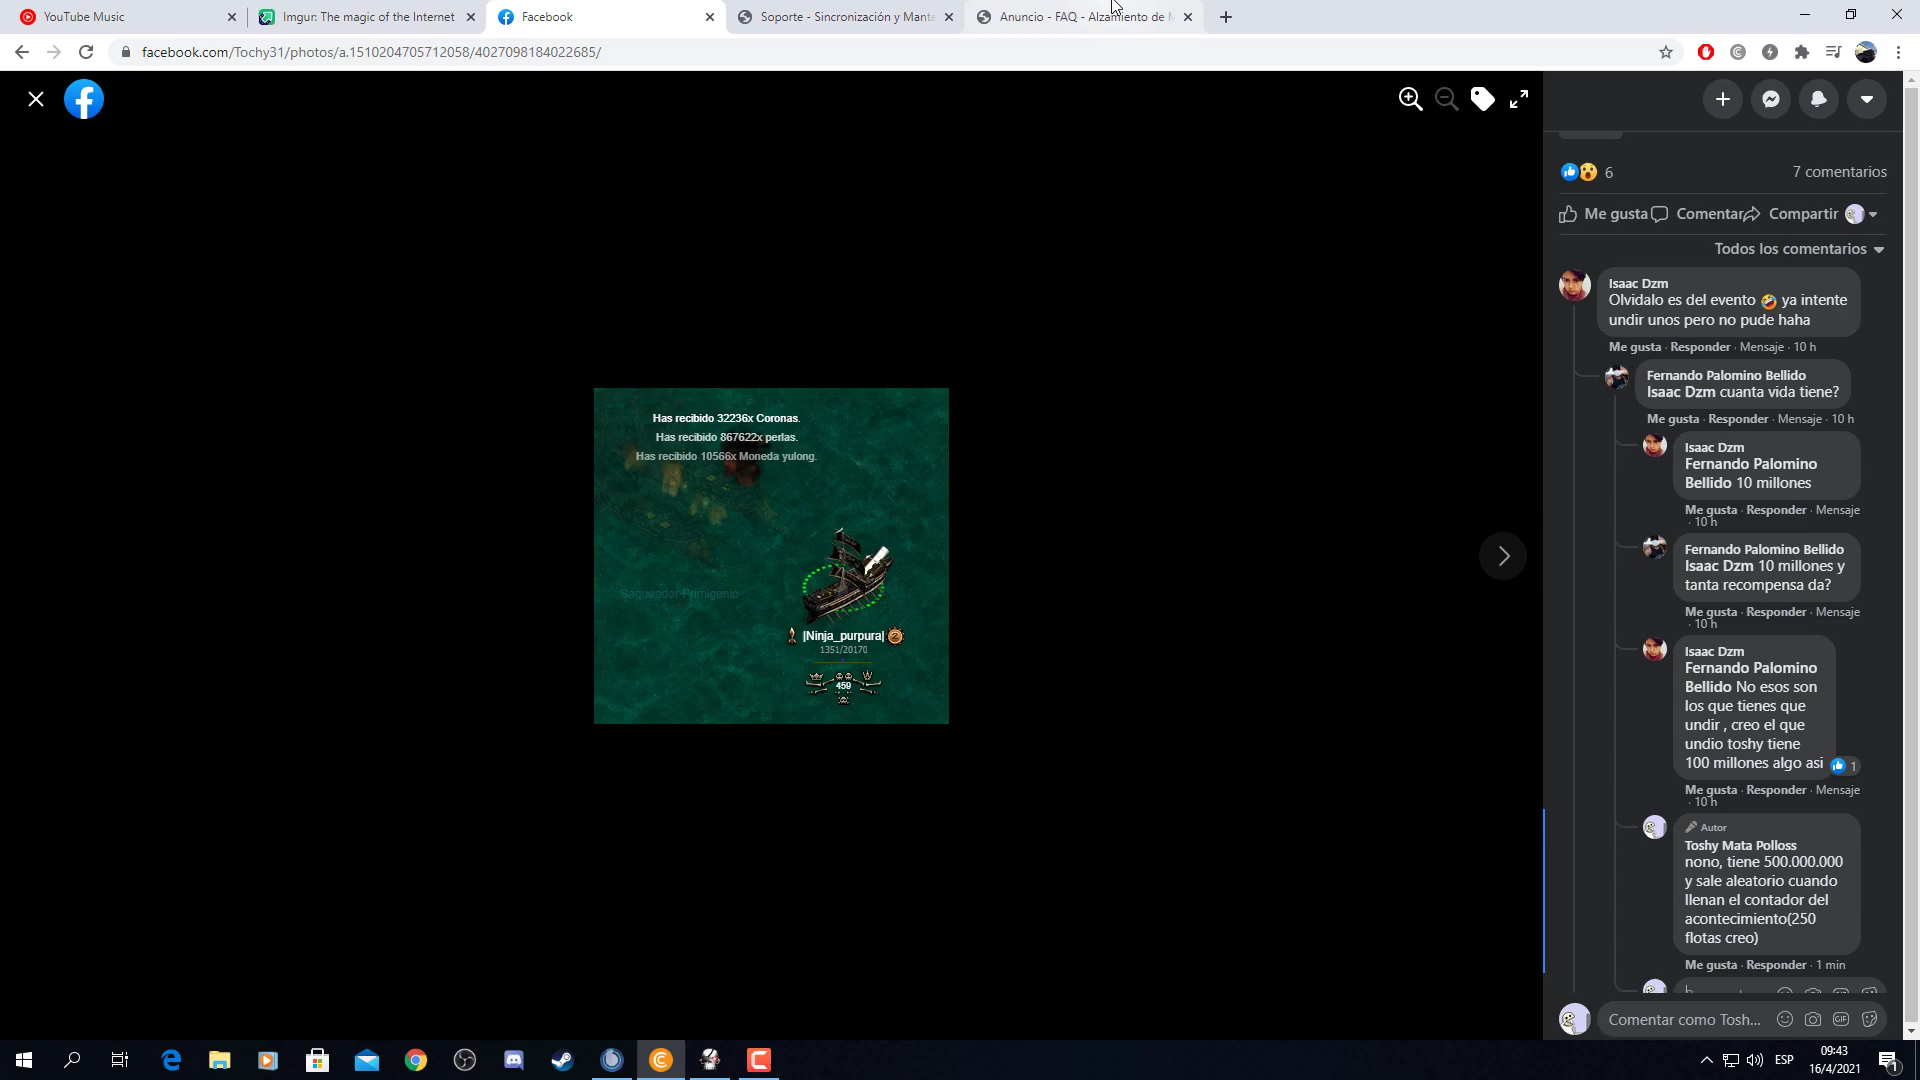 YouTube Music
Imgur: The magic of the Internet
Facebook
Soporte - Sincronización y Mante
Anuncio - FAQ - Alzamiento de M
facebook.com/Tochy31/photos/a.1510204705712058/4027098184022685/
6
7 comentarios
Me gusta
Comentar
Compartir
Todos los comentarios
Isaac Dzm
Olvidalo es del evento 🤣 ya intente
undir unos pero no pude haha
Me gusta · Responder · Mensaje · 10 h
Fernando Palomino Bellido
Isaac Dzm cuanta vida tiene?
Me gusta · Responder · Mensaje · 10 h
Isaac Dzm
Fernando Palomino
Bellido 10 millones
Me gusta · Responder · Mensaje
· 10 h
Fernando Palomino Bellido
Isaac Dzm 10 millones y
tanta recompensa da?
Me gusta · Responder · Mensaje
· 10 h
Isaac Dzm
Fernando Palomino
Bellido No esos son
los que tienes que
undir , creo el que
undio toshy tiene
100 millones algo asi
1
Me gusta · Responder · Mensaje
· 10 h
Autor
Toshy Mata Polloss
nono, tiene 500.000.000
y sale aleatorio cuando
llenan el contador del
acontecimiento(250
flotas creo)
Me gusta · Responder · 1 min
Comentar como Tosh...
GIF
Has recibido 32236x Coronas.
Has recibido 867622x perlas.
Has recibido 10566x Moneda yulong.
Saqueador Primigenio
|Ninja_purpura|
1351/20170
459
ESP
09:43
16/4/2021
1